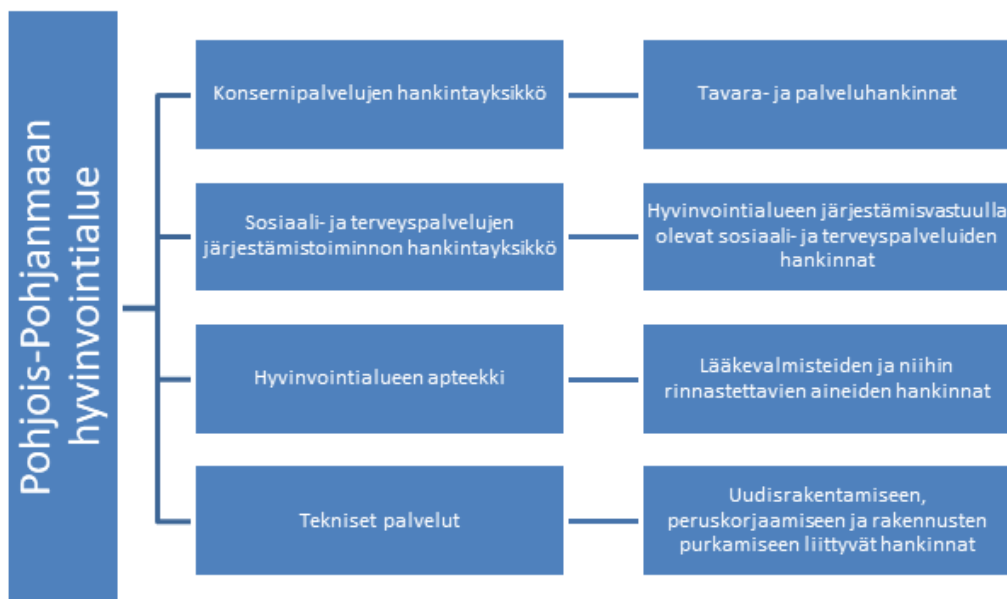 Pohjois-Pohjanmaan
hyvinvointialue
Konsernipalvelujen hankintayksikkö
Tavara- ja palveluhankinnat
Sosiaali- ja terveyspalvelujen
järjestämistoiminnon hankintayksikkö
Hyvinvointialueen järjestämisvastuulla
olevat sosiaali- ja terveyspalveluiden
hankinnat
Hyvinvointialueen apteekki
Lääkevalmisteiden ja niihin
rinnastettavien aineiden hankinnat
Tekniset palvelut
Uudisrakentamiseen,
peruskorjaamiseen ja rakennusten
purkamiseen liittyvät hankinnat